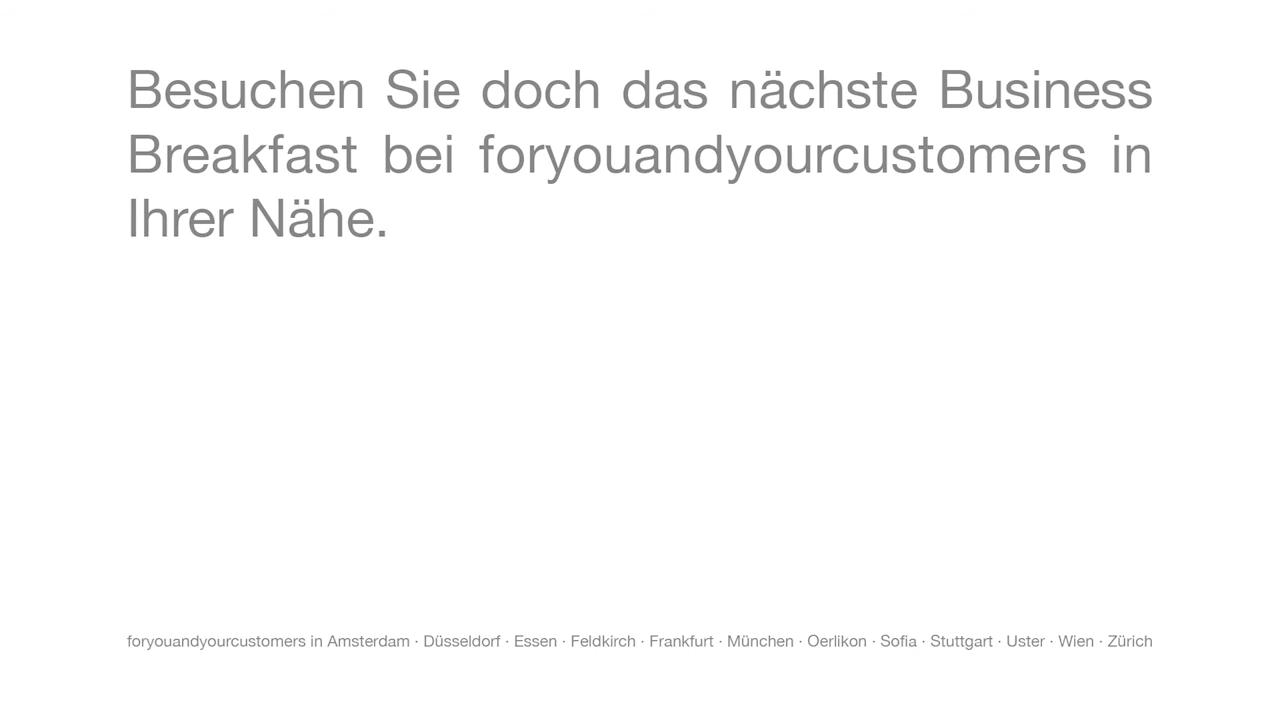 Besuchen Sie doch das nächste Business
Breakfast bei foryouandyourcustomers in
Ihrer Nähe.
foryouandyourcustomers in Amsterdam · Düsseldorf · Essen · Feldkirch · Frankfurt · München · Oerlikon · Sofia · Stuttgart · Uster · Wien · Zürich